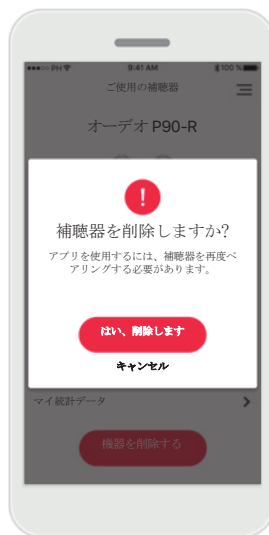 PH 9:41 AM 100 %
ご使用の補聴器
オーデオ P90-R
!
補聴器を削除しますか?
アプリを使用するには、補聴器を再度ペ
アリングする必要があります。
はい、削除します
キャンセル
マイ統計データ
機器を削除する